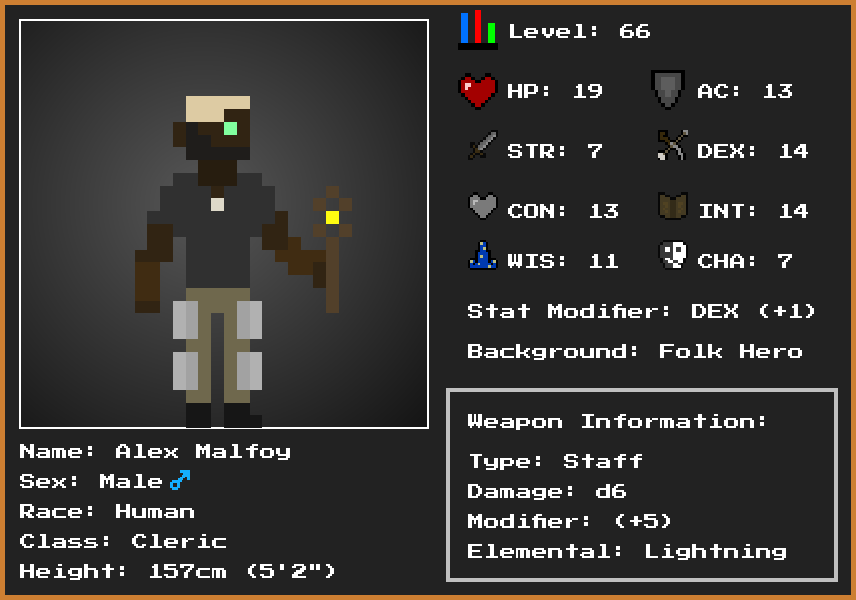 Level: 66
HP: 19
AC: 13
STR: 7
DEX: 14
CON: 13
INT: 14
WIS: 11
CHA: 7
Stat Modifier: DEX (+1)
Background: Folk Hero
Weapon Information:
Type: Staff
Damage: d6
Modifier: (+5)
Elemental: Lightning
Name: Alex Malfoy
Sex: Male♂
Race: Human
Class: Cleric
Height: 157cm (5'2")